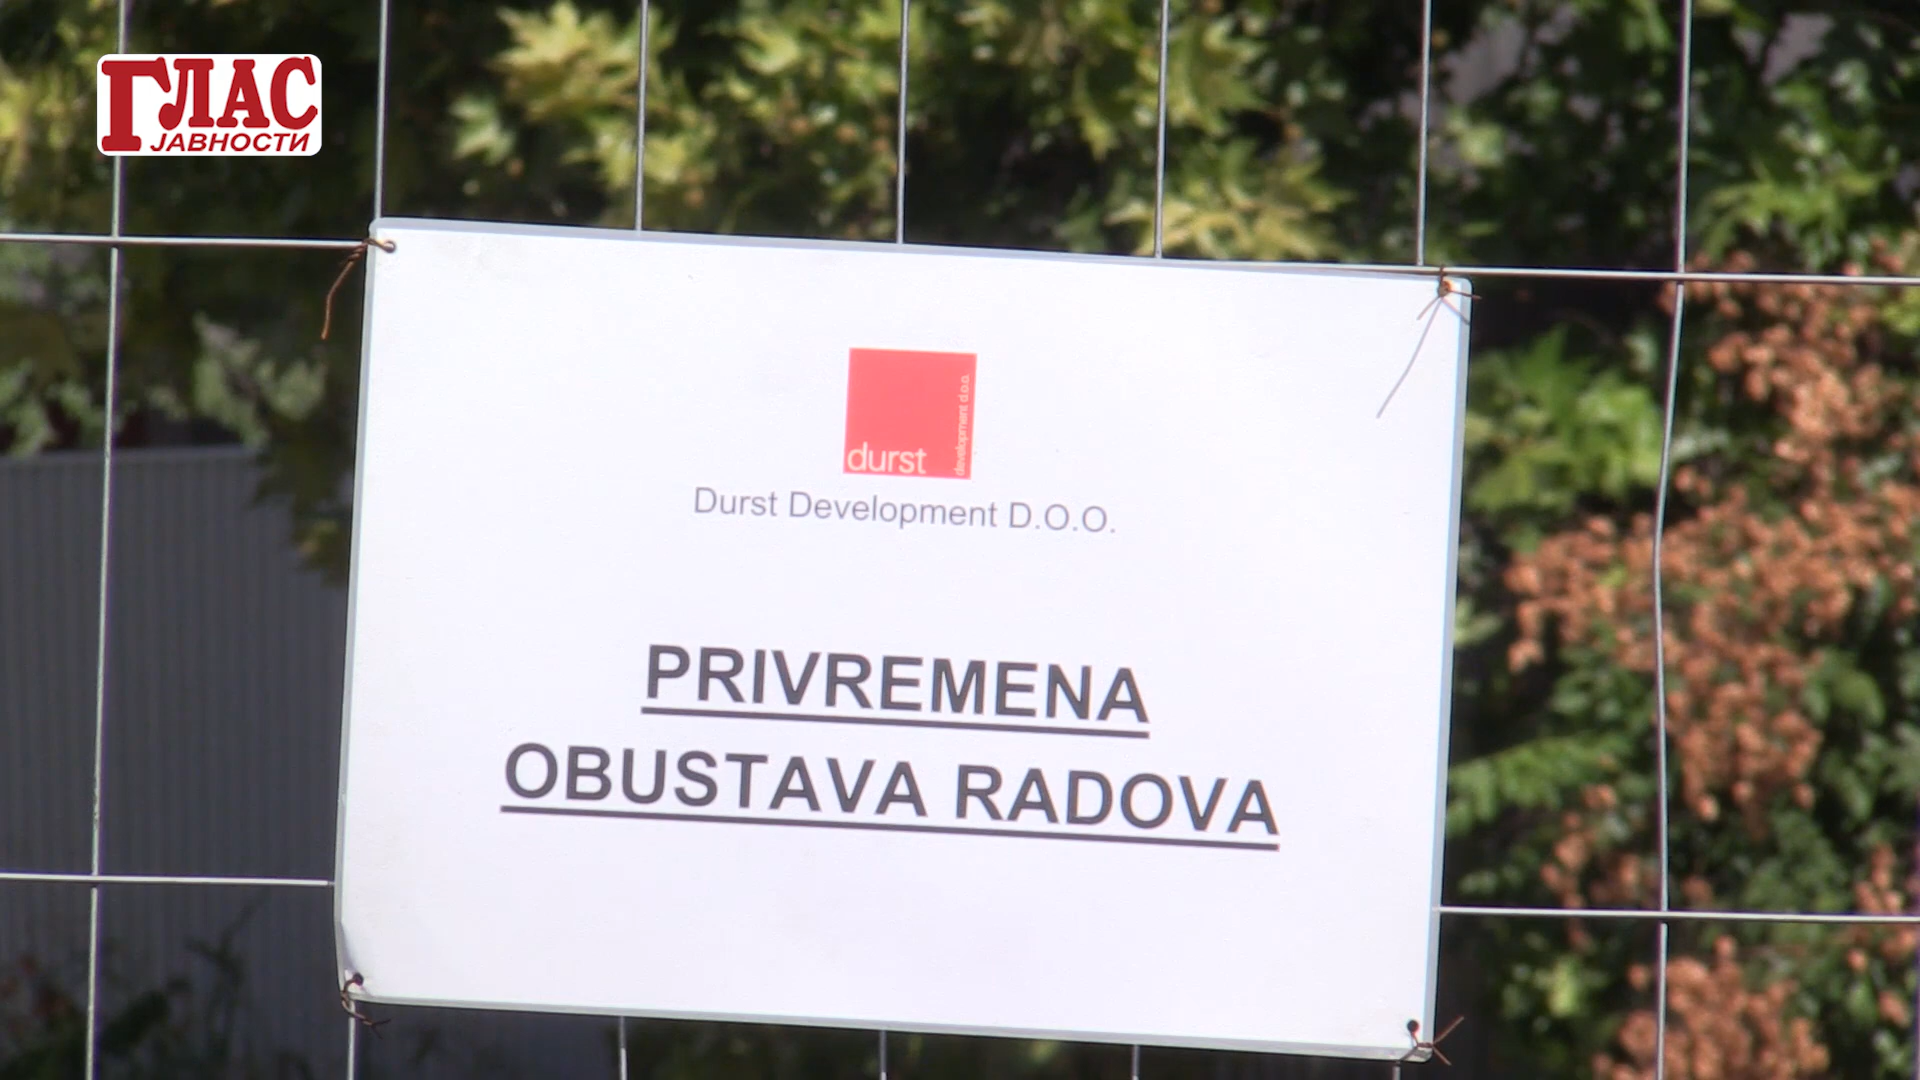 ГЛАС
ЈАВНОСТИ
durst
development d.o.o.
Durst Development D.O.O.
PRIVREMENA
OBUSTAVA RADOVA